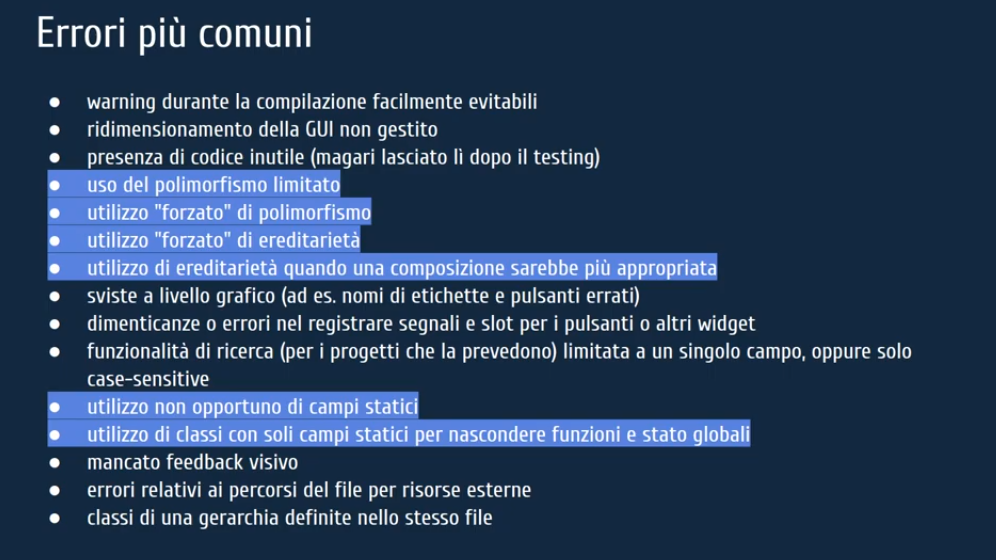 Errori più comuni
● warning durante la compilazione facilmente evitabili
● ridimensionamento della GUI non gestito
● presenza di codice inutile (magari lasciato lì dopo il testing)
● uso del polimorfismo limitato
● utilizzo "forzato" di polimorfismo
● utilizzo "forzato" di ereditarietà
● utilizzo di ereditarietà quando una composizione sarebbe più appropriata
● sviste a livello grafico (ad es. nomi di etichette e pulsanti errati)
● dimenticanze o errori nel registrare segnali e slot per i pulsanti o altri widget
● funzionalità di ricerca (per i progetti che la prevedono) limitata a un singolo campo, oppure solo
case-sensitive
● utilizzo non opportuno di campi statici
● utilizzo di classi con soli campi statici per nascondere funzioni e stato globali
● mancato feedback visivo
● errori relativi ai percorsi del file per risorse esterne
● classi di una gerarchia definite nello stesso file